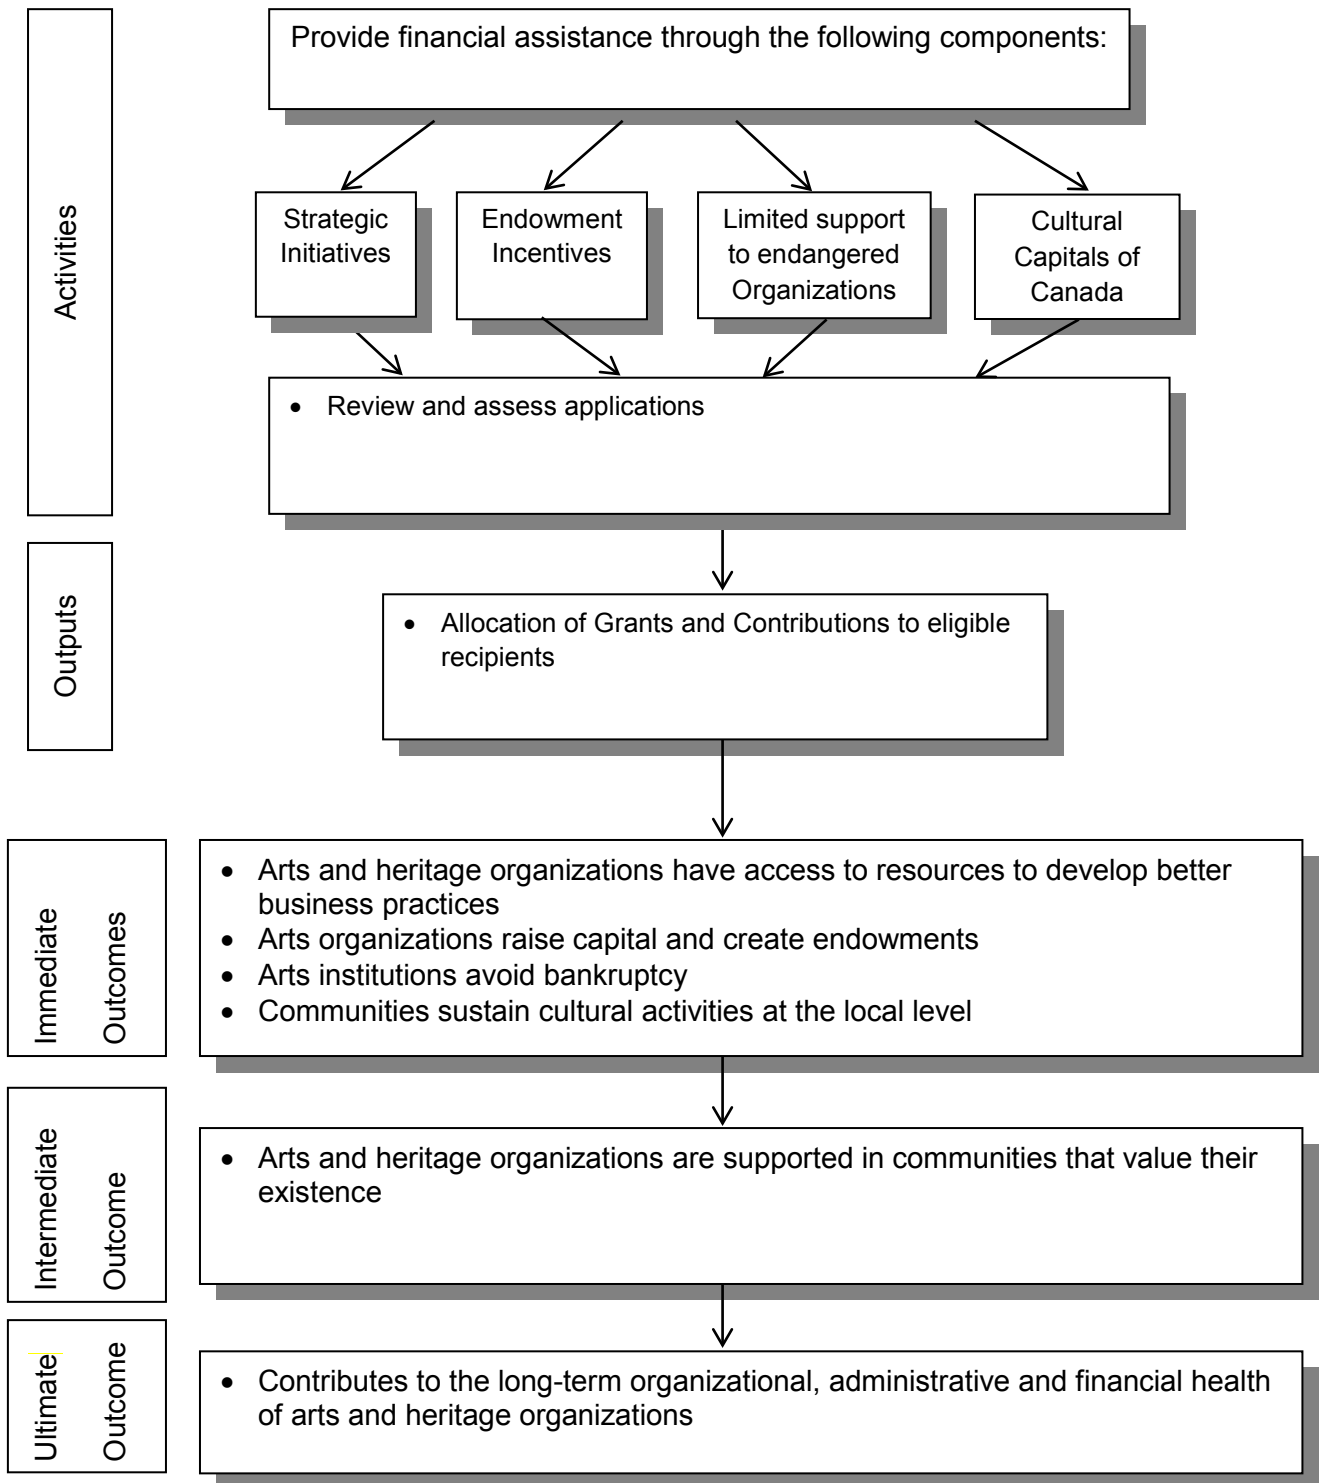 Activities
Provide financial assistance through the following components:
Strategic
Initiatives
Endowment
Incentives
Limited support
to endangered
Organizations
Cultural
Capitals of
Canada
• Review and assess applications
Outputs
• Allocation of Grants and Contributions to eligible
recipients
Immediate
Outcomes
• Arts and heritage organizations have access to resources to develop better
business practices
• Arts organizations raise capital and create endowments
• Arts institutions avoid bankruptcy
• Communities sustain cultural activities at the local level
Intermediate
Outcome
• Arts and heritage organizations are supported in communities that value their
existence
Ultimate
Outcome
• Contributes to the long-term organizational, administrative and financial health
of arts and heritage organizations